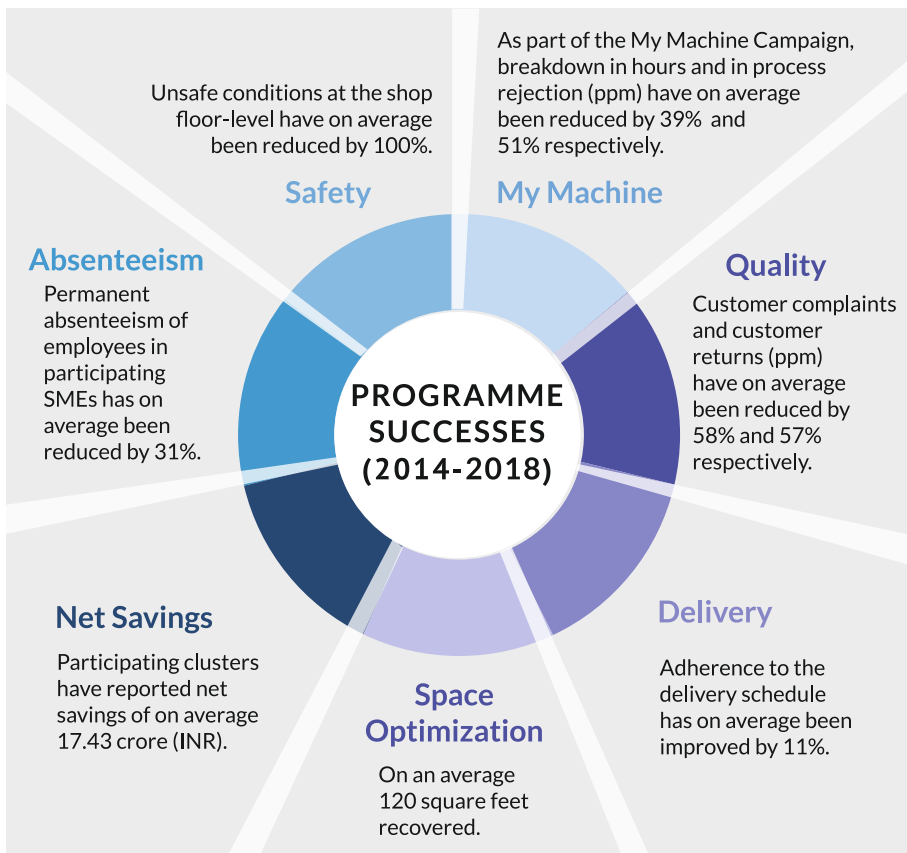 PROGRAMME
SUCCESSES
(2014-2018)
Safety
Unsafe conditions at the shop
floor-level have on average
been reduced by 100%.
My Machine
As part of the My Machine Campaign,
breakdown in hours and in process
rejection (ppm) have on average
been reduced by 39% and
51% respectively.
Quality
Customer complaints
and customer
returns (ppm)
have on average
been reduced by
58% and 57%
respectively.
Delivery
Adherence to the
delivery schedule
has on average been
improved by 11%.
Space
Optimization
On an average
120 square feet
recovered.
Net Savings
Participating clusters
have reported net
savings of on average
17.43 crore (INR).
Absenteeism
Permanent
absenteeism of
employees in
participating
SMEs has on
average been
reduced by 31%.